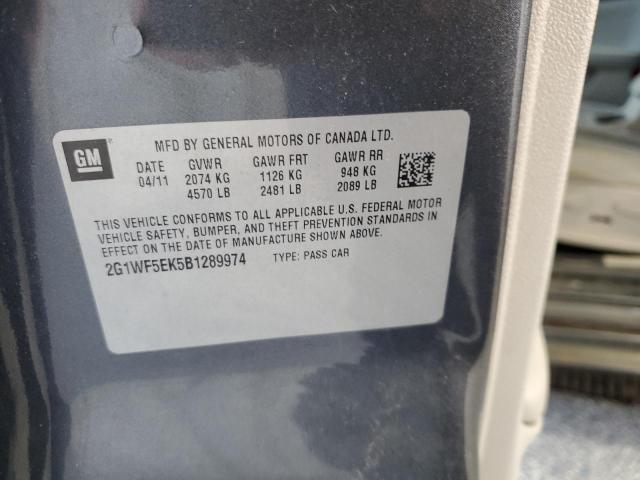 GM
MFD BY GENERAL MOTORS OF CANADA LTD.
DATE GVWR GAWR FRT GAWR RR
04/11 2074 KG 1126 KG 948 KG
4570 LB 2481 LB 2089 LB
THIS VEHICLE CONFORMS TO ALL APPLICABLE U.S. FEDERAL MOTOR
VEHICLE SAFETY, BUMPER, AND THEFT PREVENTION STANDARDS IN
EFFECT ON THE DATE OF MANUFACTURE SHOWN ABOVE.
2G1WF5EK5B1289974 TYPE: PASS CAR